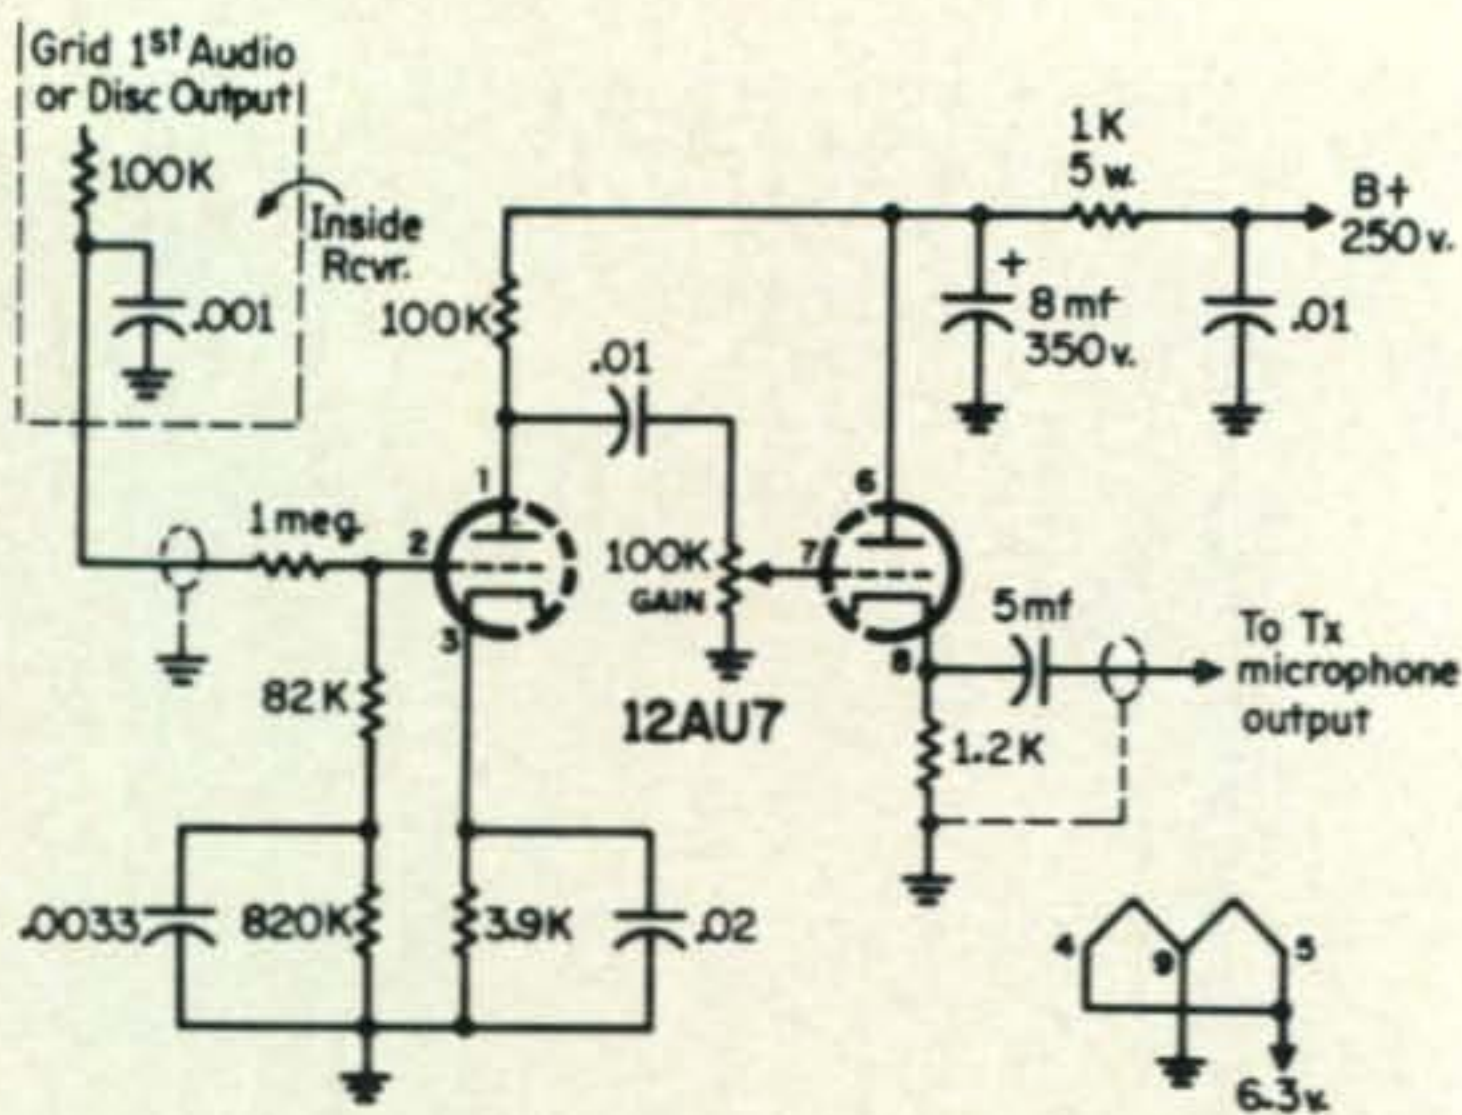 Grid 1st Audio
or Disc Output
100K
.001
Inside
Rcvr.
1K
5w.
B+
250v.
+
8mf
350v.
.01
100K
.01
1
2
3
1 meg.
82K
.0033
820K
3.9K
.02
100K
GAIN
12AU7
6
7
8
5mf
To Tx
microphone
output
1.2K
4
9
5
6.3v.